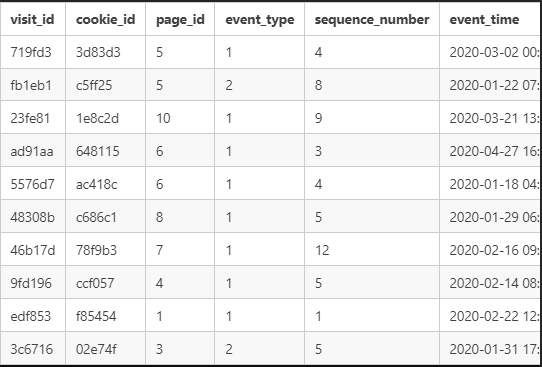 visit_id cookie_id page_id event_type sequence_number event_time
719fd3 3d83d3 5 1 4 2020-03-02 00:
fb1eb1 c5ff25 5 2 8 2020-01-22 07:
23fe81 1e8c2d 10 1 9 2020-03-21 13:
ad91aa 648115 6 1 3 2020-04-27 16:
5576d7 ac418c 6 1 4 2020-01-18 04:
48308b c686c1 8 1 5 2020-01-29 06:
46b17d 78f9b3 7 1 12 2020-02-16 09:
9fd196 ccf057 4 1 5 2020-02-14 08:
edf853 f85454 1 1 1 2020-02-22 12:
3c6716 02e74f 3 2 5 2020-01-31 17: